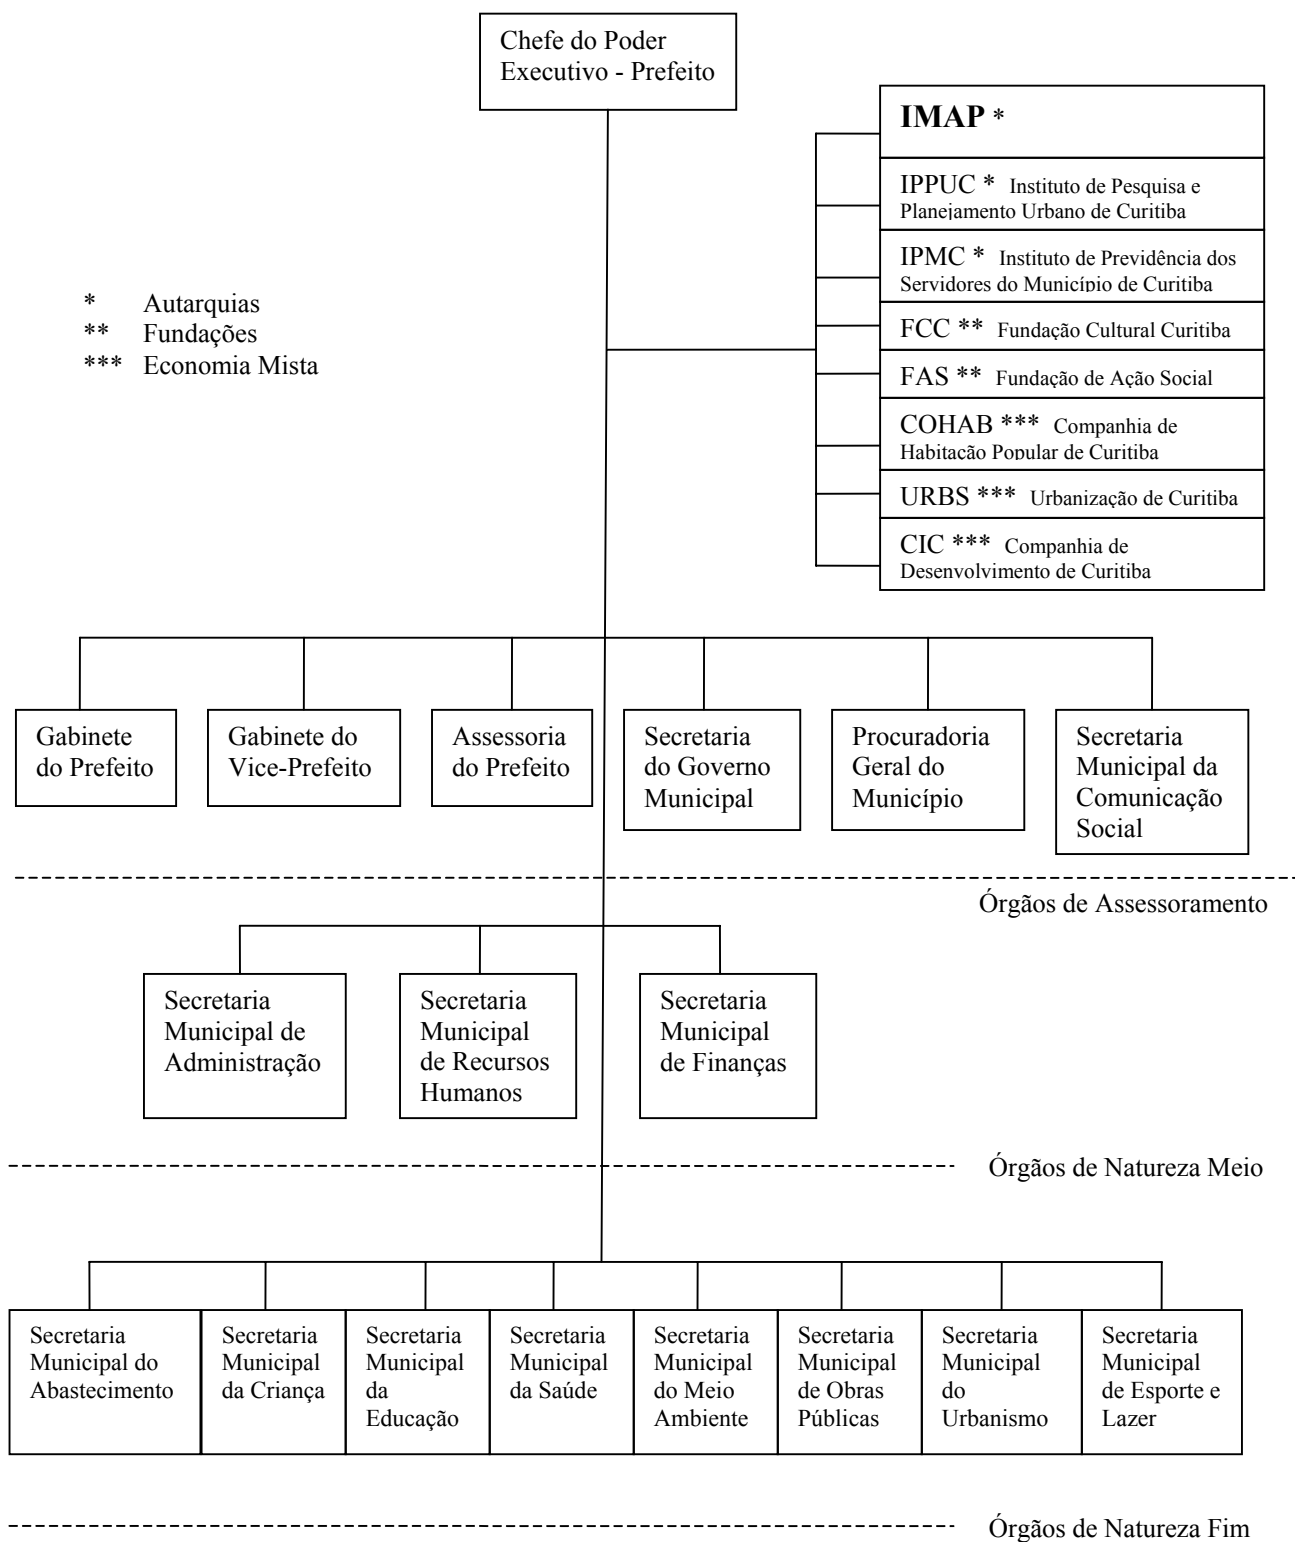 Chefe do Poder
Executivo - Prefeito
IMAP *
IPPUC * Instituto de Pesquisa e
Planejamento Urbano de Curitiba
IPMC * Instituto de Previdência dos
Servidores do Município de Curitiba
FCC ** Fundação Cultural Curitiba
FAS ** Fundação de Ação Social
COHAB *** Companhia de
Habitação Popular de Curitiba
URBS *** Urbanização de Curitiba
CIC *** Companhia de
Desenvolvimento de Curitiba
* Autarquias
** Fundações
*** Economia Mista
Gabinete
do Prefeito
Gabinete do
Vice-Prefeito
Assessoria
do Prefeito
Secretaria
do Governo
Municipal
Procuradoria
Geral do
Município
Secretaria
Municipal da
Comunicação
Social
Órgãos de Assessoramento
Secretaria
Municipal de
Administração
Secretaria
Municipal
de Recursos
Humanos
Secretaria
Municipal
de Finanças
Órgãos de Natureza Meio
Secretaria
Municipal do
Abastecimento
Secretaria
Municipal
da Criança
Secretaria
Municipal
da
Educação
Secretaria
Municipal
da Saúde
Secretaria
Municipal
do Meio
Ambiente
Secretaria
Municipal
de Obras
Públicas
Secretaria
Municipal
do
Urbanismo
Secretaria
Municipal
de Esporte e
Lazer
Órgãos de Natureza Fim